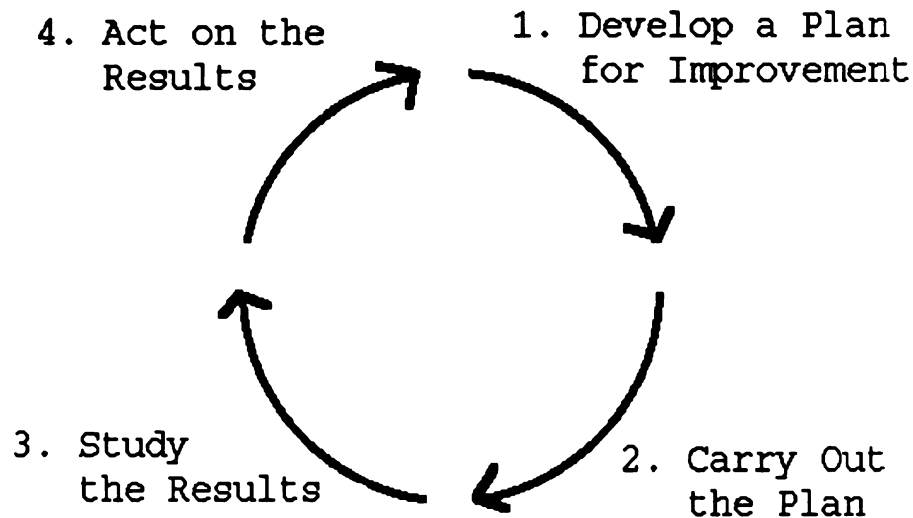 1. Develop a Plan
for Improvement
2. Carry Out
the Plan
3. Study
the Results
4. Act on the
Results